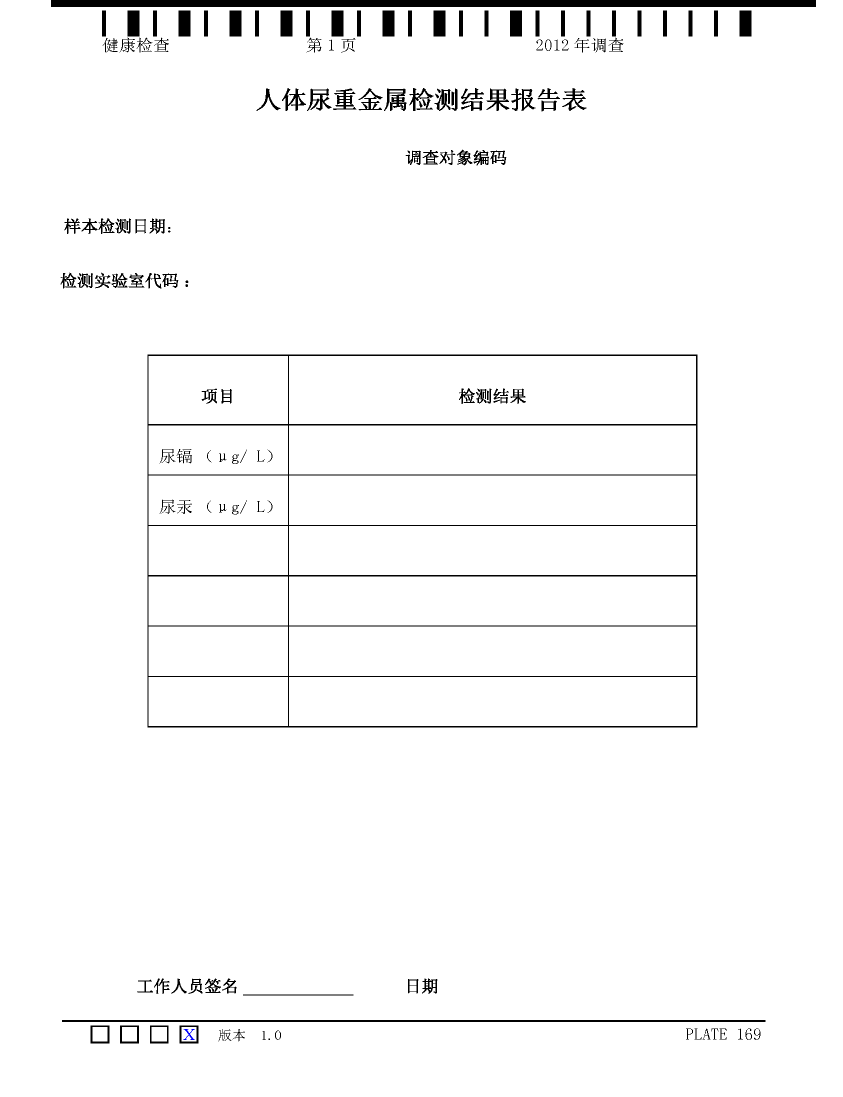 健康检查 第 1 页 2012 年调查
人体尿重金属检测结果报告表
调查对象编码
样本检测日期:
检测实验室代码 :
项目 检测结果
尿镉 (μg/ L)
尿汞 (μg/ L)
工作人员签名 ____________ 日期
X 版本 1.0 PLATE 169